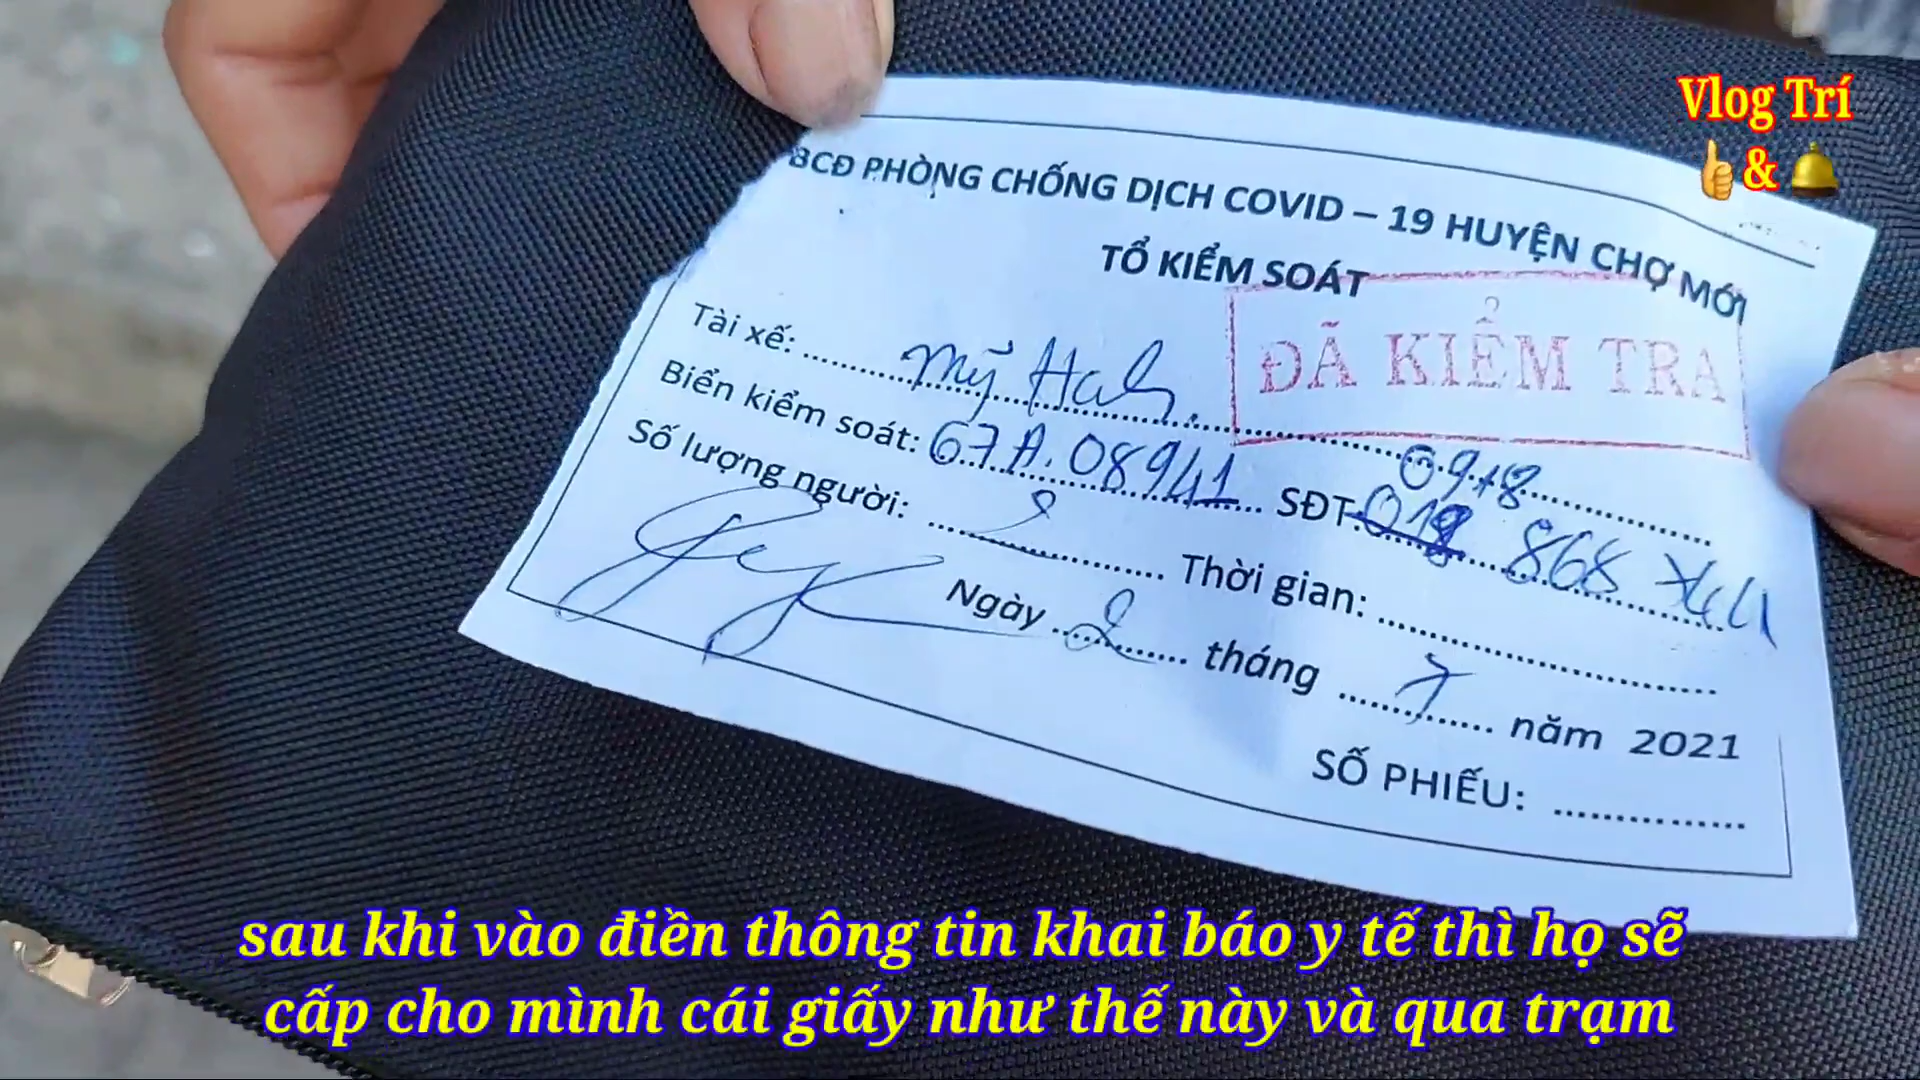 Vlog Trí
&
BCĐ PHÒNG CHỐNG DỊCH COVID – 19 HUYỆN CHỢ MỚI
TỔ KIỂM SOÁT
ĐÃ KIỂM TRA
Tài xế: Mỹ
Biển kiểm soát: 67A.08941 SĐT: 0978 868
Số lượng người: 2 Thời gian:
Ngày 2 tháng 7 năm 2021
SỐ PHIẾU:
sau khi vào điền thông tin khai báo y tế thì họ sẽ
cấp cho mình cái giấy như thế này và qua trạm